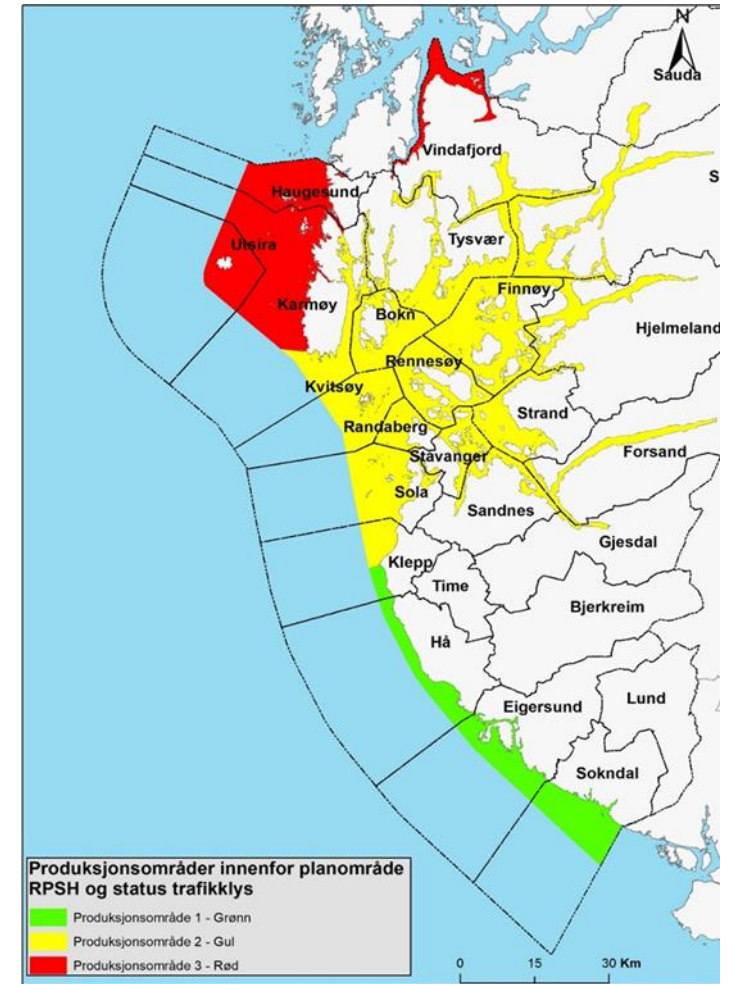 N
Sauda
Vindafjord
S
Haugesund
Tysvær
Utsira
Finnøy
Karmøy
Bokn
Hjelmeland
Rennesøy
Kvitsøy
Strand
Randaberg
Forsand
Stavanger
Sola
Sandnes
Gjesdal
Klepp
Time
Bjerkreim
Hå
Lund
Eigersund
Sokndal
Produksjonsområder innenfor planområde
RPSH og status trafikklys
Produksjonsområde 1 - Grønn
Produksjonsområde 2 - Gul
Produksjonsområde 3 - Rød
0 15 30 Km